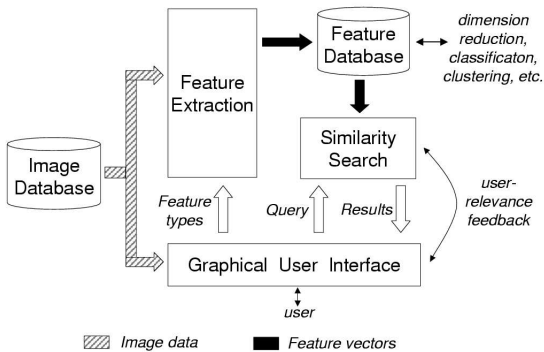 Feature
Extraction
Feature
Database
dimension
reduction,
classificaton,
clustering, etc.
Image
Database
Similarity
Search
Feature
types
Query
Results
user-
relevance
feedback
Graphical User Interface
user
Image data
Feature vectors